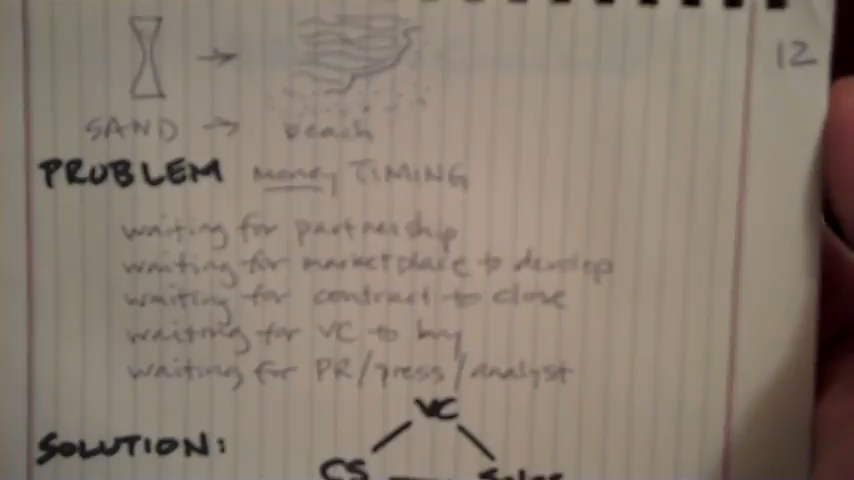 12
SAND → beach
PROBLEM money TIMING
waiting for partnership
waiting for marketplace to develop
waiting for contract to close
waiting for VC to buy
waiting for PR/press/analyst
SOLUTION:
VC
CS Sales